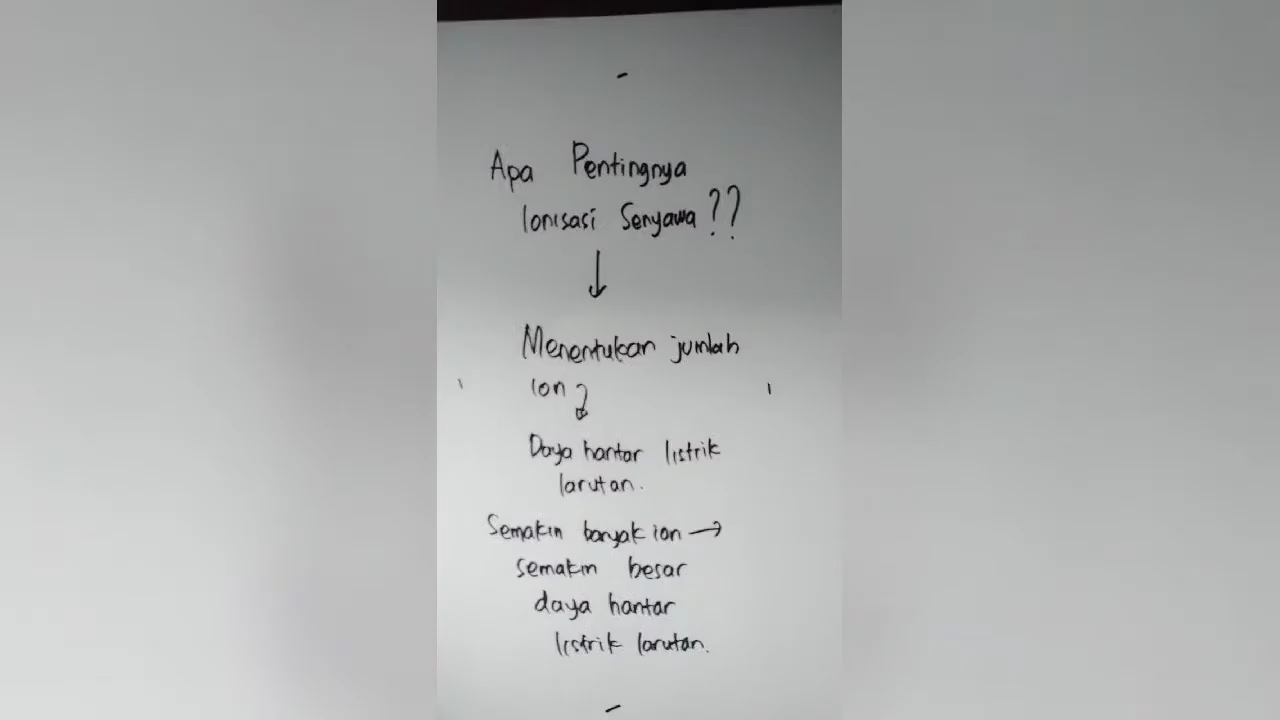 Apa Pentingnya
Ionisasi Senyawa??
↓
Menentukan jumlah
ion
Daya hantar listrik
larutan.
Semakin banyak ion →
semakin besar
daya hantar
listrik larutan.